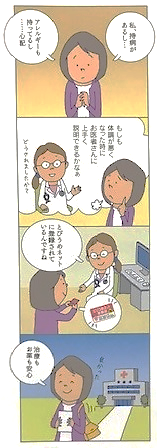 私、持病が
あるし…
アレルギーも
持ってるし
……心配
もしも
体調が悪く
なった時に
お医者さんに
上手く
説明できるかなぁ
どうされましたか?
とびうめネット
に登録されて
いるんですね
治療も
お薬も安心
良かった